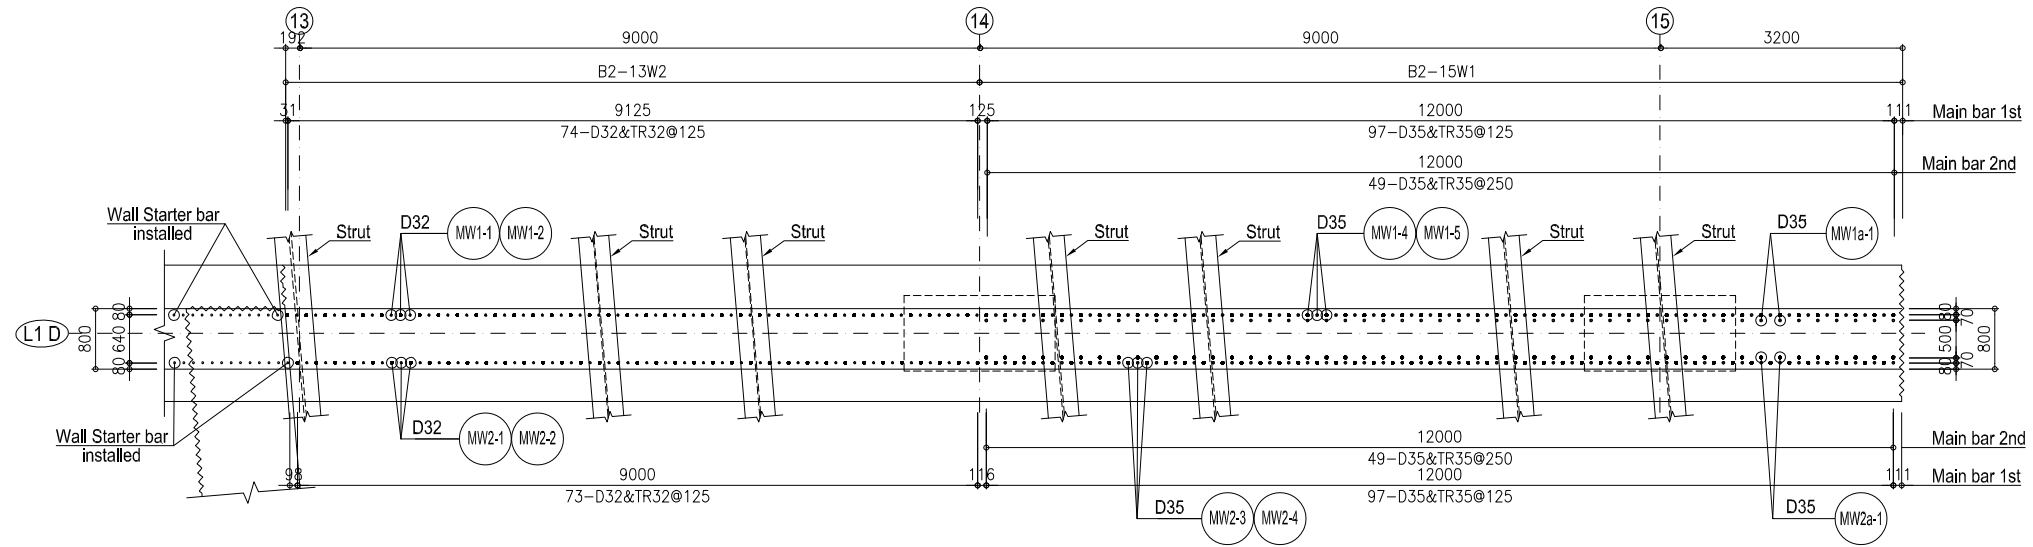 13
14
15
192
9000
9000
3200
B2-13W2
B2-15W1
31
9125
125
12000
111
Main bar 1st
74-D32&TR32@125
97-D35&TR35@125
12000
Main bar 2nd
49-D35&TR35@250
Wall Starter bar
installed
Strut
D32
MW1-1
MW1-2
Strut
Strut
Strut
Strut
D35
MW1-4
MW1-5
Strut
Strut
D35
MW1a-1
L1 D
800
80
640
80
80
70
500
70
80
800
Wall Starter bar
installed
D32
MW2-1
MW2-2
12000
Main bar 2nd
49-D35&TR35@250
98
9000
116
12000
111
Main bar 1st
73-D32&TR32@125
97-D35&TR35@125
D35
MW2-3
MW2-4
D35
MW2a-1